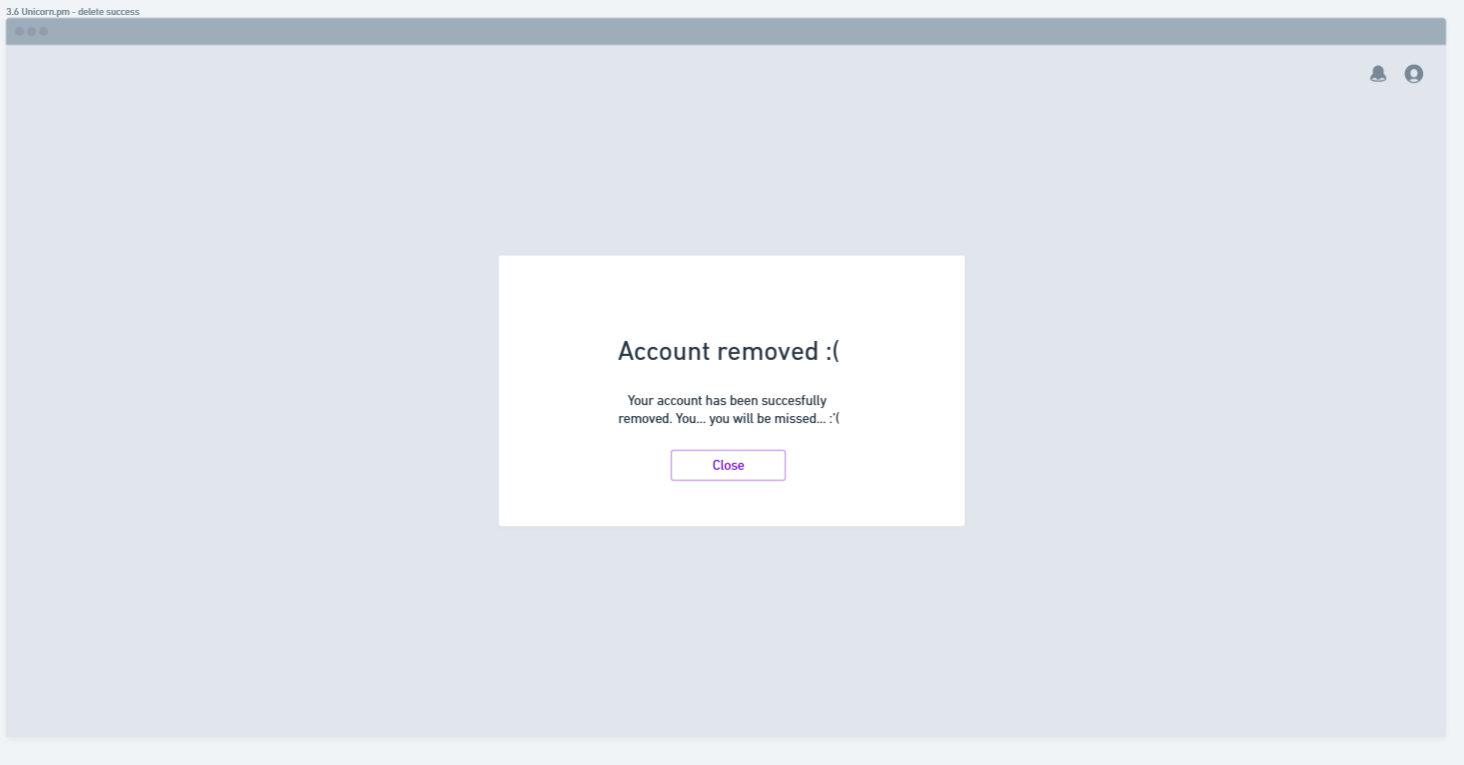 3.6 Unicorn.pm - delete success
Account removed :(
Your account has been succesfully
removed. You... you will be missed... :'(
Close